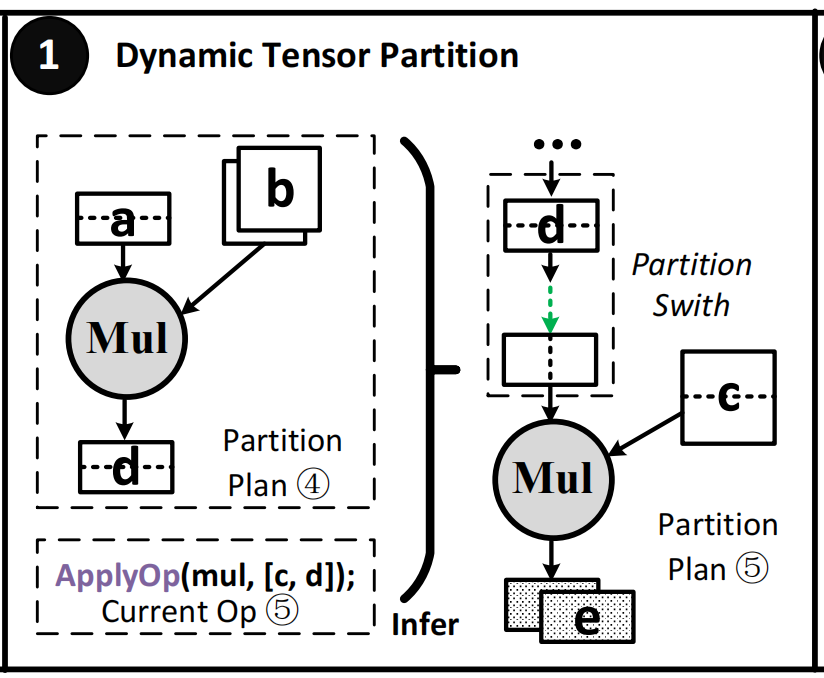 1 Dynamic Tensor Partition
a
b
Mul
d
Partition
Plan ④
ApplyOp(mul, [c, d]);
Current Op ⑤
Infer
...
d
Partition
Swith
c
Mul
Partition
Plan ⑤
e